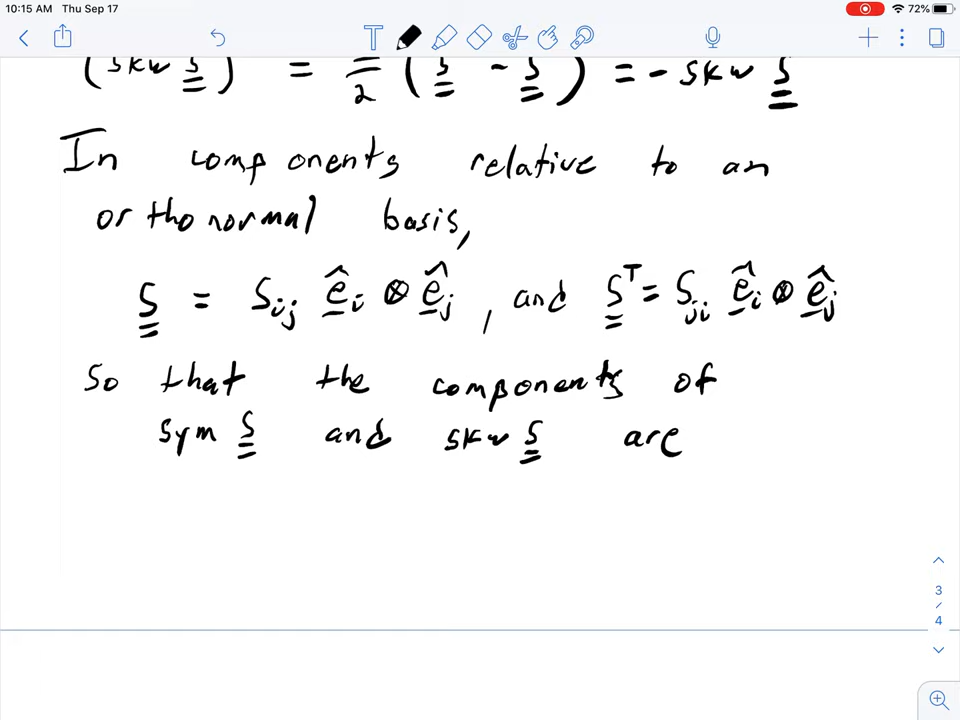 10:15 AM Thu Sep 17
72%
(skw S)  = 1/2 (S - S ) = - skw S
In components relative to an
orthonormal basis,
S = Sij êi ⊗ êj , and Sᵀ = Sji êi ⊗ êj
So that the components of
sym S and skw S are
3
/
4